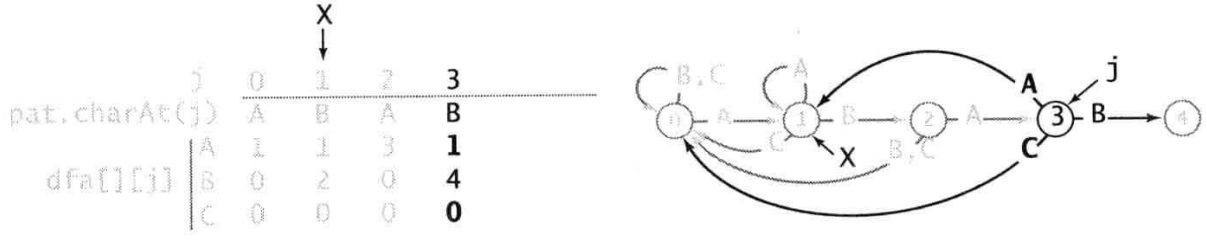 X
j 0 1 2 3
pat.charAt(j) A B A B
A 1 1 3 1
dfa[][j] B 0 2 0 4
C 0 0 0 0
A j
B,C A
0 A 1 B 2 A 3 B 4
C X B,C C